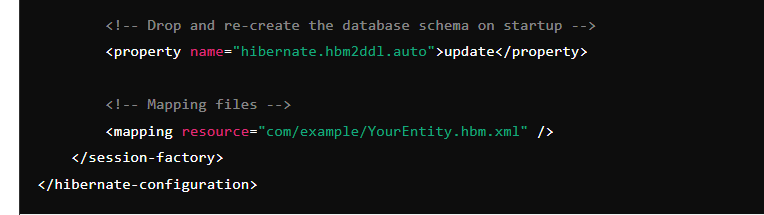 <!-- Drop and re-create the database schema on startup -->
<property name="hibernate.hbm2ddl.auto">update</property>
<!-- Mapping files -->
<mapping resource="com/example/YourEntity.hbm.xml" />
</session-factory>
</hibernate-configuration>